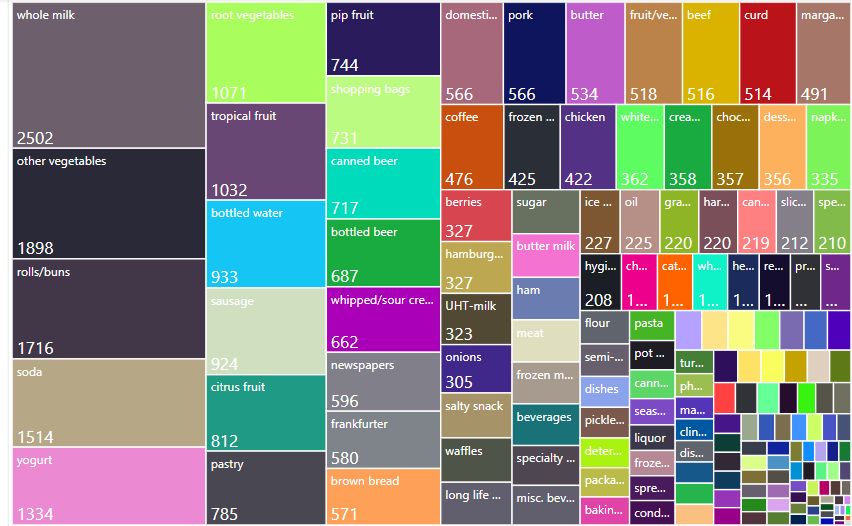 whole milk
2502
other vegetables
1898
rolls/buns
1716
soda
1514
yogurt
1334
root vegetables
1071
tropical fruit
1032
bottled water
933
sausage
924
citrus fruit
812
pastry
785
pip fruit
744
shopping bags
731
canned beer
717
bottled beer
687
whipped/sour cre...
662
newspapers
596
frankfurter
580
brown bread
571
domesti...
566
pork
566
butter
534
fruit/ve...
518
beef
516
curd
514
marga...
491
coffee
476
frozen ...
425
chicken
422
white...
362
crea...
358
choc...
357
dess...
356
napk...
335
berries
327
hamburg...
327
UHT-milk
323
onions
305
salty snack
waffles
long life ...
sugar
butter milk
ham
meat
frozen m...
beverages
specialty ...
misc. bev...
ice ...
227
oil
225
gra...
220
har...
220
can...
219
slic...
212
spe...
210
hygi...
208
ch...
1...
cat...
1...
wh...
1...
he...
1...
re...
1...
pr...
1...
s...
1...
flour
semi-...
dishes
pickle...
deter...
packa...
bakin...
pasta
pot ...
cann...
seas...
liquor
froze...
spre...
cond...
tur...
ph...
ma...
clin...
dis...